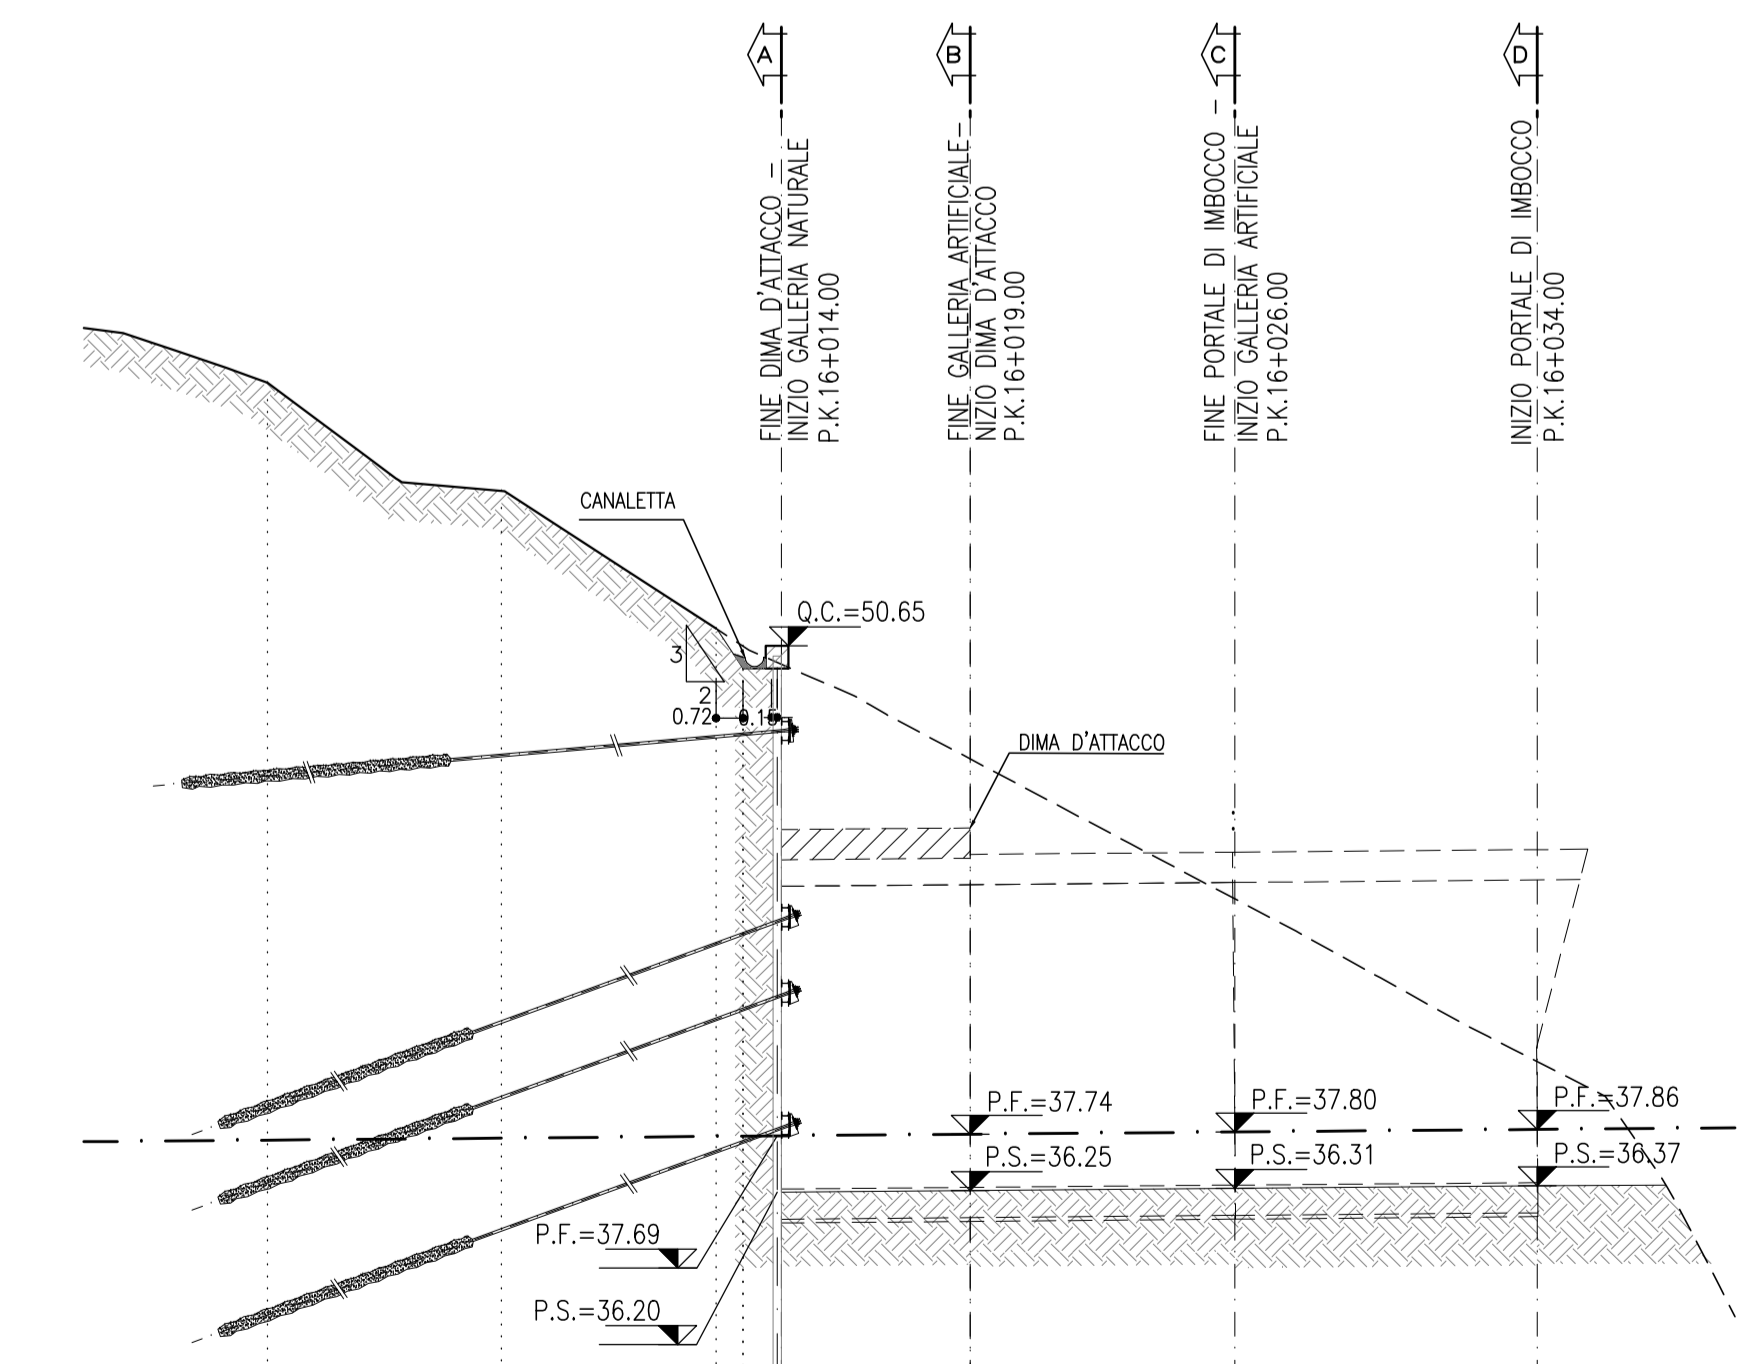 A
B
C
D
FINE DIMA D'ATTACCO –
INIZIO GALLERIA NATURALE
P.K.16+014.00
FINE GALLERIA ARTIFICIALE–
NIZIO DIMA D'ATTACCO
P.K.16+019.00
FINE PORTALE DI IMBOCCO –
INIZIO GALLERIA ARTIFICIALE
P.K.16+026.00
INIZIO PORTALE DI IMBOCCO
P.K.16+034.00
CANALETTA
Q.C.=50.65
3
2
0.72
0.15
DIMA D'ATTACCO
P.F.=37.74
P.F.=37.80
P.F.=37.86
P.S.=36.25
P.S.=36.31
P.S.=36.37
P.F.=37.69
P.S.=36.20